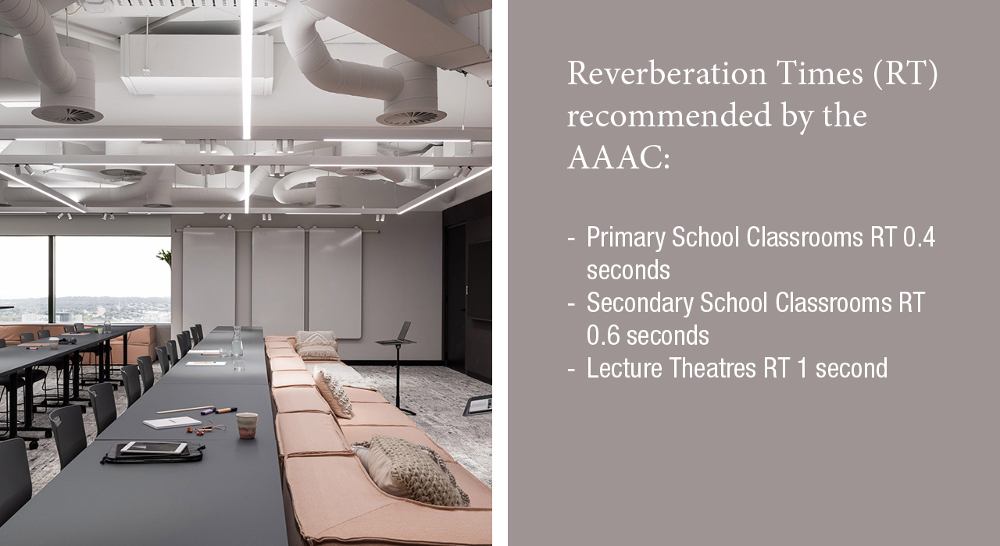 Reverberation Times (RT)
recommended by the
AAAC:
- Primary School Classrooms RT 0.4
seconds
- Secondary School Classrooms RT
0.6 seconds
- Lecture Theatres RT 1 second